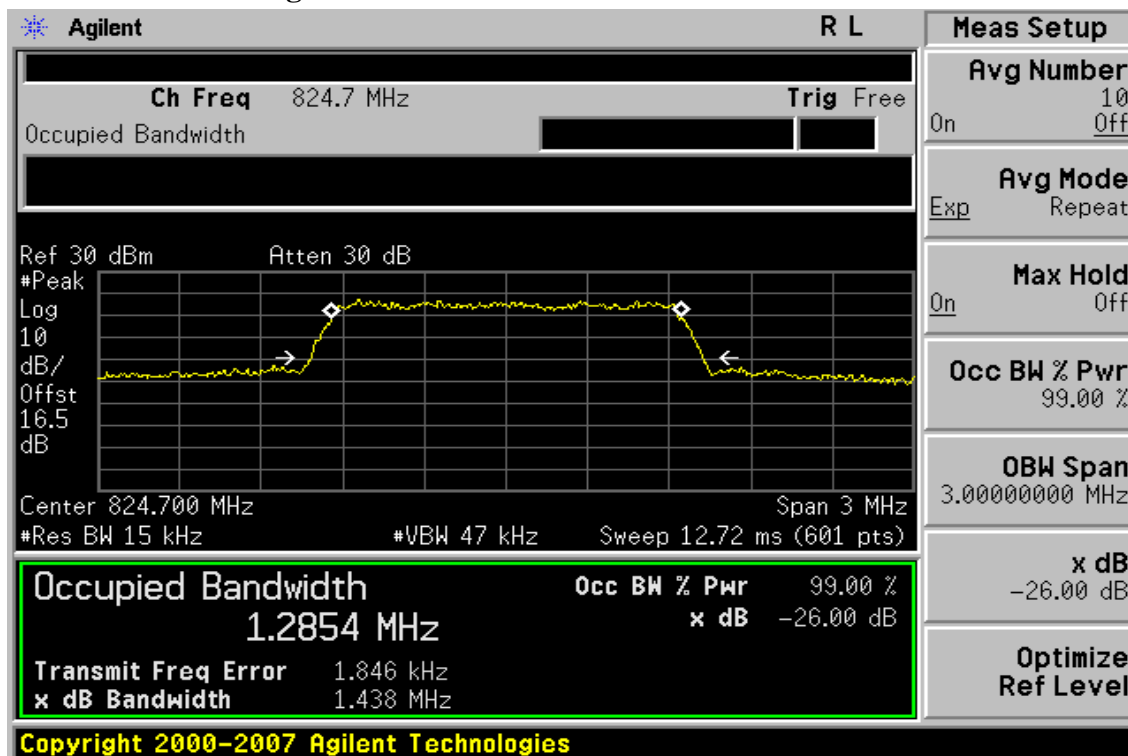 Agilent R L Meas Setup
Ch Freq 824.7 MHz Trig Free
Occupied Bandwidth
Avg Number
10
On Off
Avg Mode
Exp Repeat
Max Hold
On Off
Occ BW % Pwr
99.00 %
OBW Span
3.00000000 MHz
x dB
-26.00 dB
Optimize
Ref Level
Ref 30 dBm Atten 30 dB
#Peak
Log
10
dB/
Offst
16.5
dB
Center 824.700 MHz Span 3 MHz
#Res BW 15 kHz #VBW 47 kHz Sweep 12.72 ms (601 pts)
Occupied Bandwidth Occ BW % Pwr 99.00 %
1.2854 MHz x dB -26.00 dB
Transmit Freq Error 1.846 kHz
x dB Bandwidth 1.438 MHz
Copyright 2000-2007 Agilent Technologies